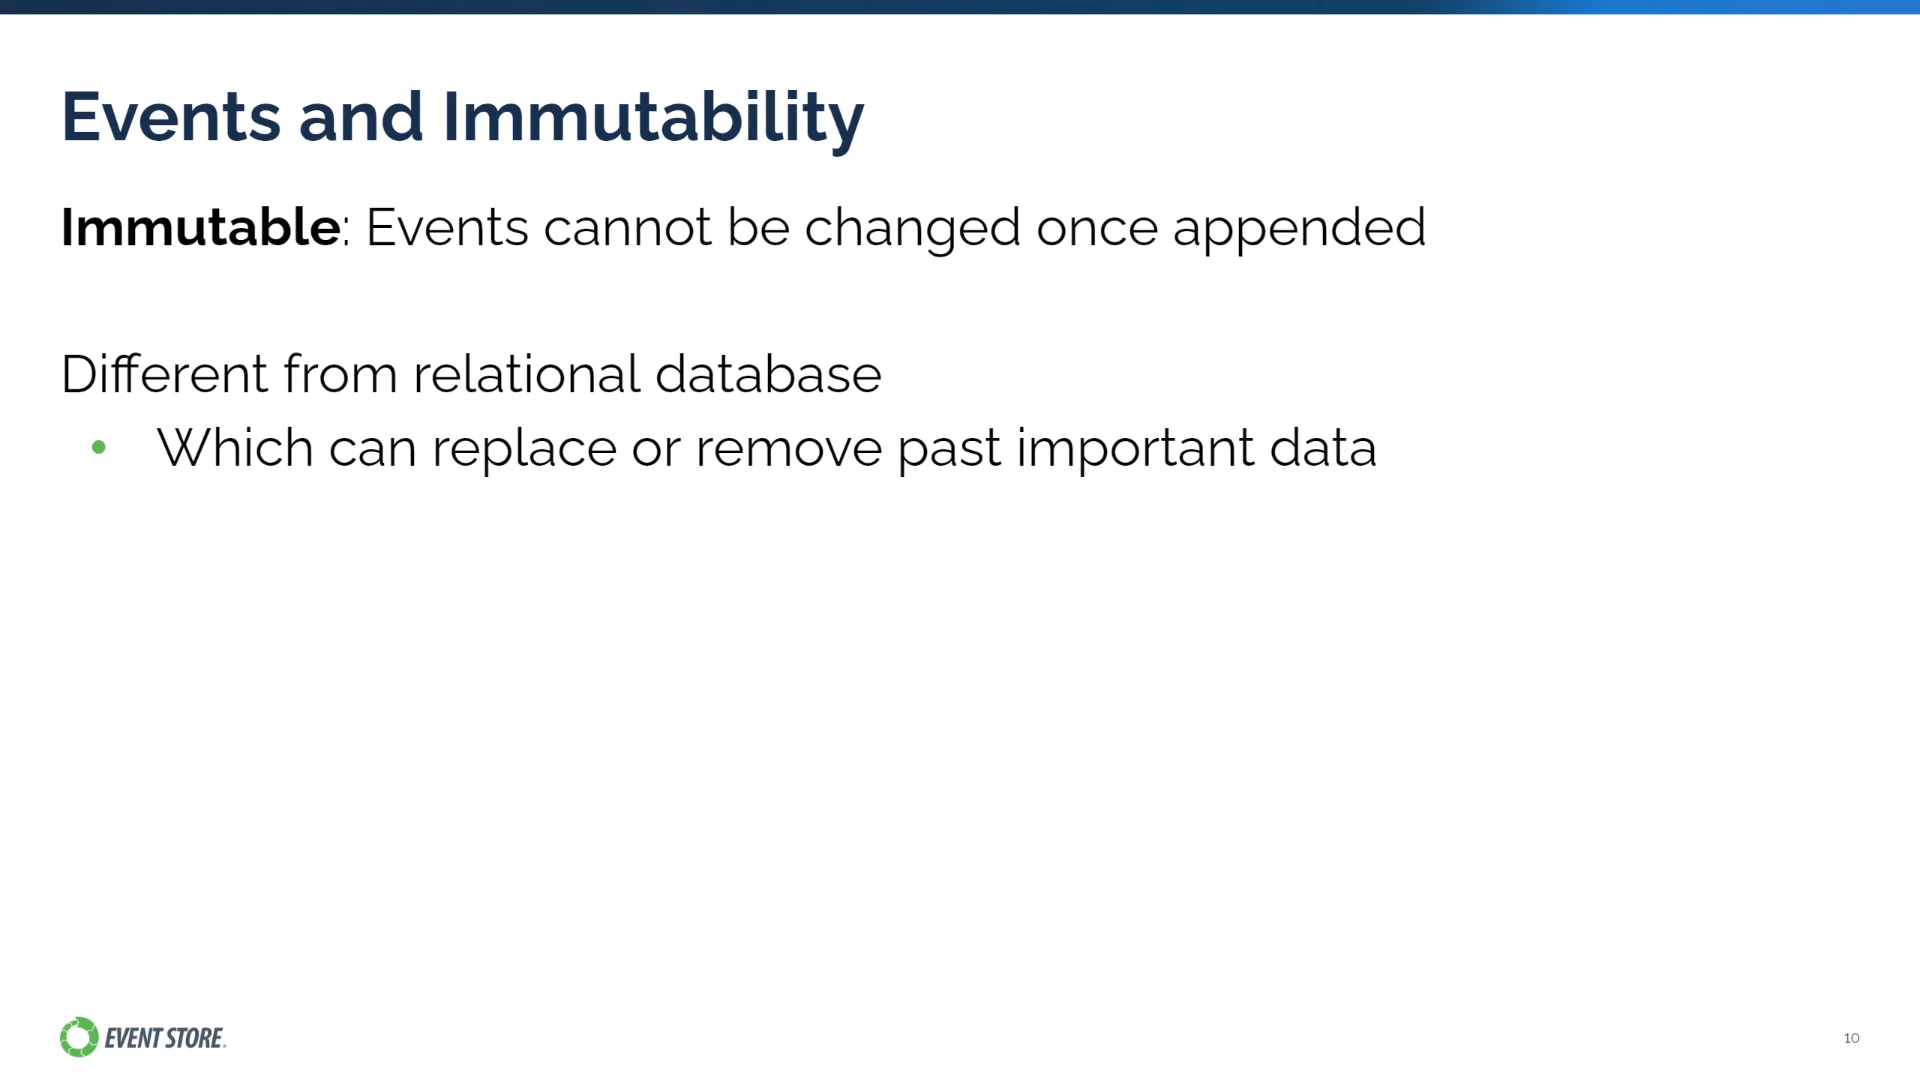 Events and Immutability
Immutable: Events cannot be changed once appended
Different from relational database
• Which can replace or remove past important data
EVENT STORE
10